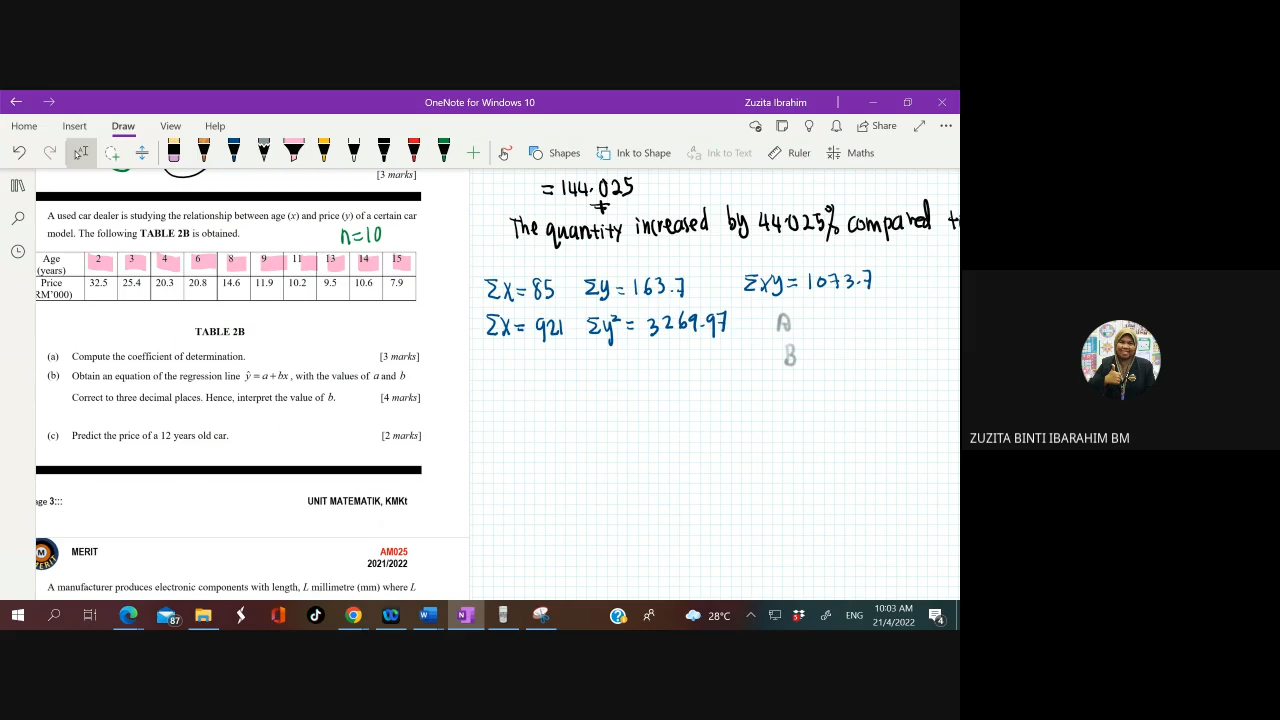 OneNote for Windows 10
Zuzita Ibrahim
Home Insert Draw View Help
Share
Shapes Ink to Shape Ink to Text Ruler Maths
[3 marks]
A used car dealer is studying the relationship between age (x) and price (y) of a certain car
model. The following TABLE 2B is obtained.
n=10
Age (years) 2 3 4 6 8 9 11 13 14 15
Price RM'000) 32.5 25.4 20.3 20.8 14.6 11.9 10.2 9.5 10.6 7.9
TABLE 2B
(a) Compute the coefficient of determination. [3 marks]
(b) Obtain an equation of the regression line ŷ = a + bx, with the values of a and b
Correct to three decimal places. Hence, interpret the value of b. [4 marks]
(c) Predict the price of a 12 years old car. [2 marks]
age 3::: UNIT MATEMATIK, KMKt
MERIT AM025
2021/2022
A manufacturer produces electronic components with length, L millimetre (mm) where L
= 144.025
The quantity increased by 44.025% compared t
Σx = 85 Σy = 163.7 Σxy = 1073.7
Σx = 921 Σy² = 3269.97
A
B
ZUZITA BINTI IBARAHIM BM
87
28°C
5
ENG
10:03 AM
21/4/2022
4